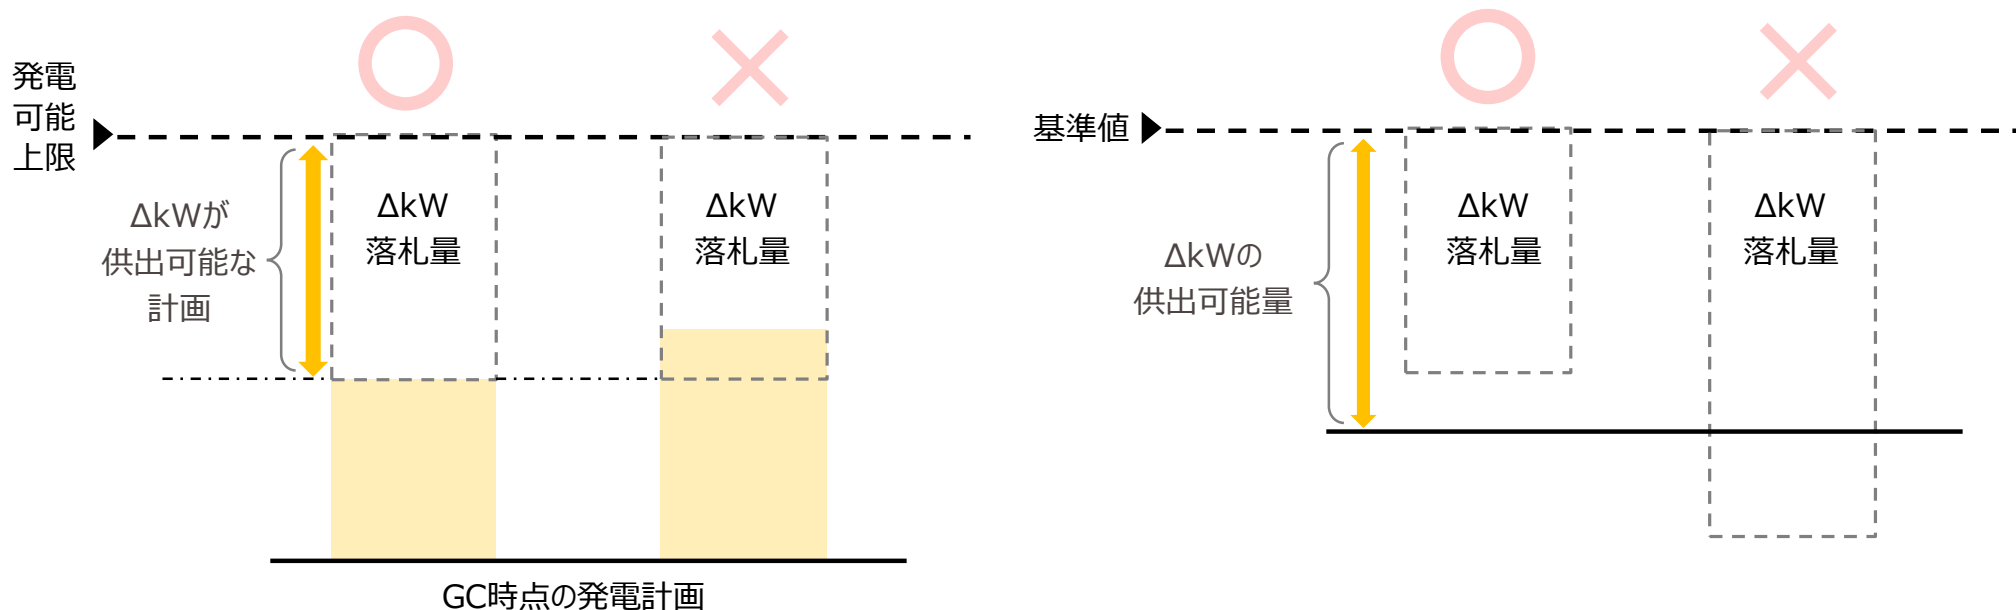 発電
可能
上限
ΔkWが
供出可能な
計画
ΔkW
落札量
ΔkW
落札量
GC時点の発電計画
基準値
ΔkWの
供出可能量
ΔkW
落札量
ΔkW
落札量